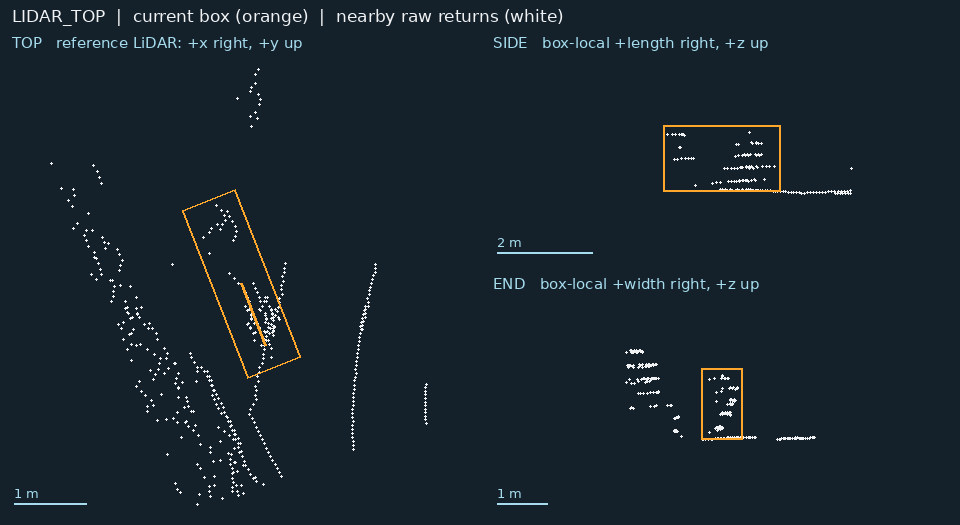 LIDAR_TOP | current box (orange) | nearby raw returns (white)
TOP reference LiDAR: +x right, +y up
SIDE box-local +length right, +z up
2 m
END box-local +width right, +z up
1 m
1 m